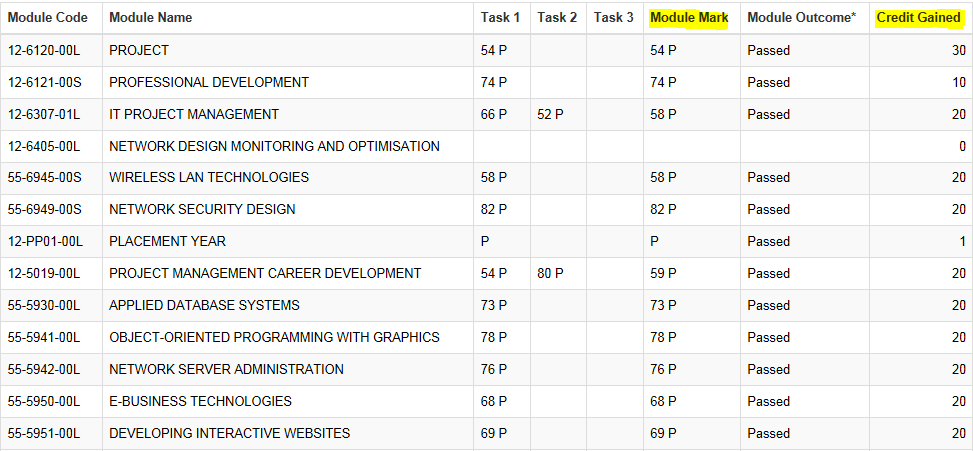 Module Code Module Name Task 1 Task 2 Task 3 Module Mark Module Outcome* Credit Gained
12-6120-00L PROJECT 54 P 54 P Passed 30
12-6121-00S PROFESSIONAL DEVELOPMENT 74 P 74 P Passed 10
12-6307-01L IT PROJECT MANAGEMENT 66 P 52 P 58 P Passed 20
12-6405-00L NETWORK DESIGN MONITORING AND OPTIMISATION 0
55-6945-00S WIRELESS LAN TECHNOLOGIES 58 P 58 P Passed 20
55-6949-00S NETWORK SECURITY DESIGN 82 P 82 P Passed 20
12-PP01-00L PLACEMENT YEAR P P Passed 1
12-5019-00L PROJECT MANAGEMENT CAREER DEVELOPMENT 54 P 80 P 59 P Passed 20
55-5930-00L APPLIED DATABASE SYSTEMS 73 P 73 P Passed 20
55-5941-00L OBJECT-ORIENTED PROGRAMMING WITH GRAPHICS 78 P 78 P Passed 20
55-5942-00L NETWORK SERVER ADMINISTRATION 76 P 76 P Passed 20
55-5950-00L E-BUSINESS TECHNOLOGIES 68 P 68 P Passed 20
55-5951-00L DEVELOPING INTERACTIVE WEBSITES 69 P 69 P Passed 20